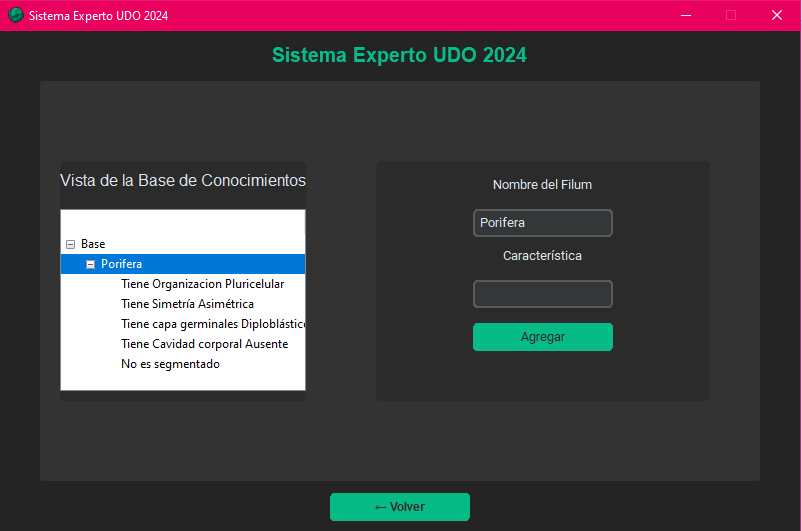 Sistema Experto UDO 2024
Sistema Experto UDO 2024
Vista de la Base de Conocimientos
Base
Porifera
Tiene Organizacion Pluricelular
Tiene Simetría Asimétrica
Tiene capa germinales Diploblástico
Tiene Cavidad corporal Ausente
No es segmentado
Nombre del Filum
Porifera
Característica
Agregar
← Volver